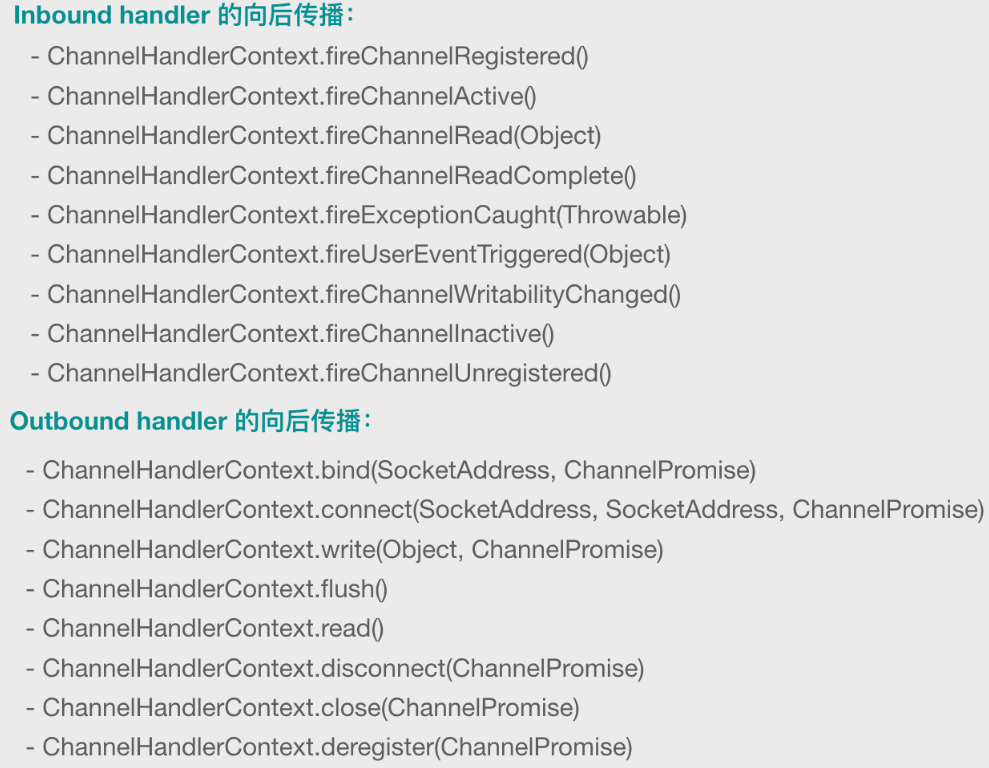 Inbound handler 的向后传播：
- ChannelHandlerContext.fireChannelRegistered()
- ChannelHandlerContext.fireChannelActive()
- ChannelHandlerContext.fireChannelRead(Object)
- ChannelHandlerContext.fireChannelReadComplete()
- ChannelHandlerContext.fireExceptionCaught(Throwable)
- ChannelHandlerContext.fireUserEventTriggered(Object)
- ChannelHandlerContext.fireChannelWritabilityChanged()
- ChannelHandlerContext.fireChannelInactive()
- ChannelHandlerContext.fireChannelUnregistered()
Outbound handler 的向后传播：
- ChannelHandlerContext.bind(SocketAddress, ChannelPromise)
- ChannelHandlerContext.connect(SocketAddress, SocketAddress, ChannelPromise)
- ChannelHandlerContext.write(Object, ChannelPromise)
- ChannelHandlerContext.flush()
- ChannelHandlerContext.read()
- ChannelHandlerContext.disconnect(ChannelPromise)
- ChannelHandlerContext.close(ChannelPromise)
- ChannelHandlerContext.deregister(ChannelPromise)